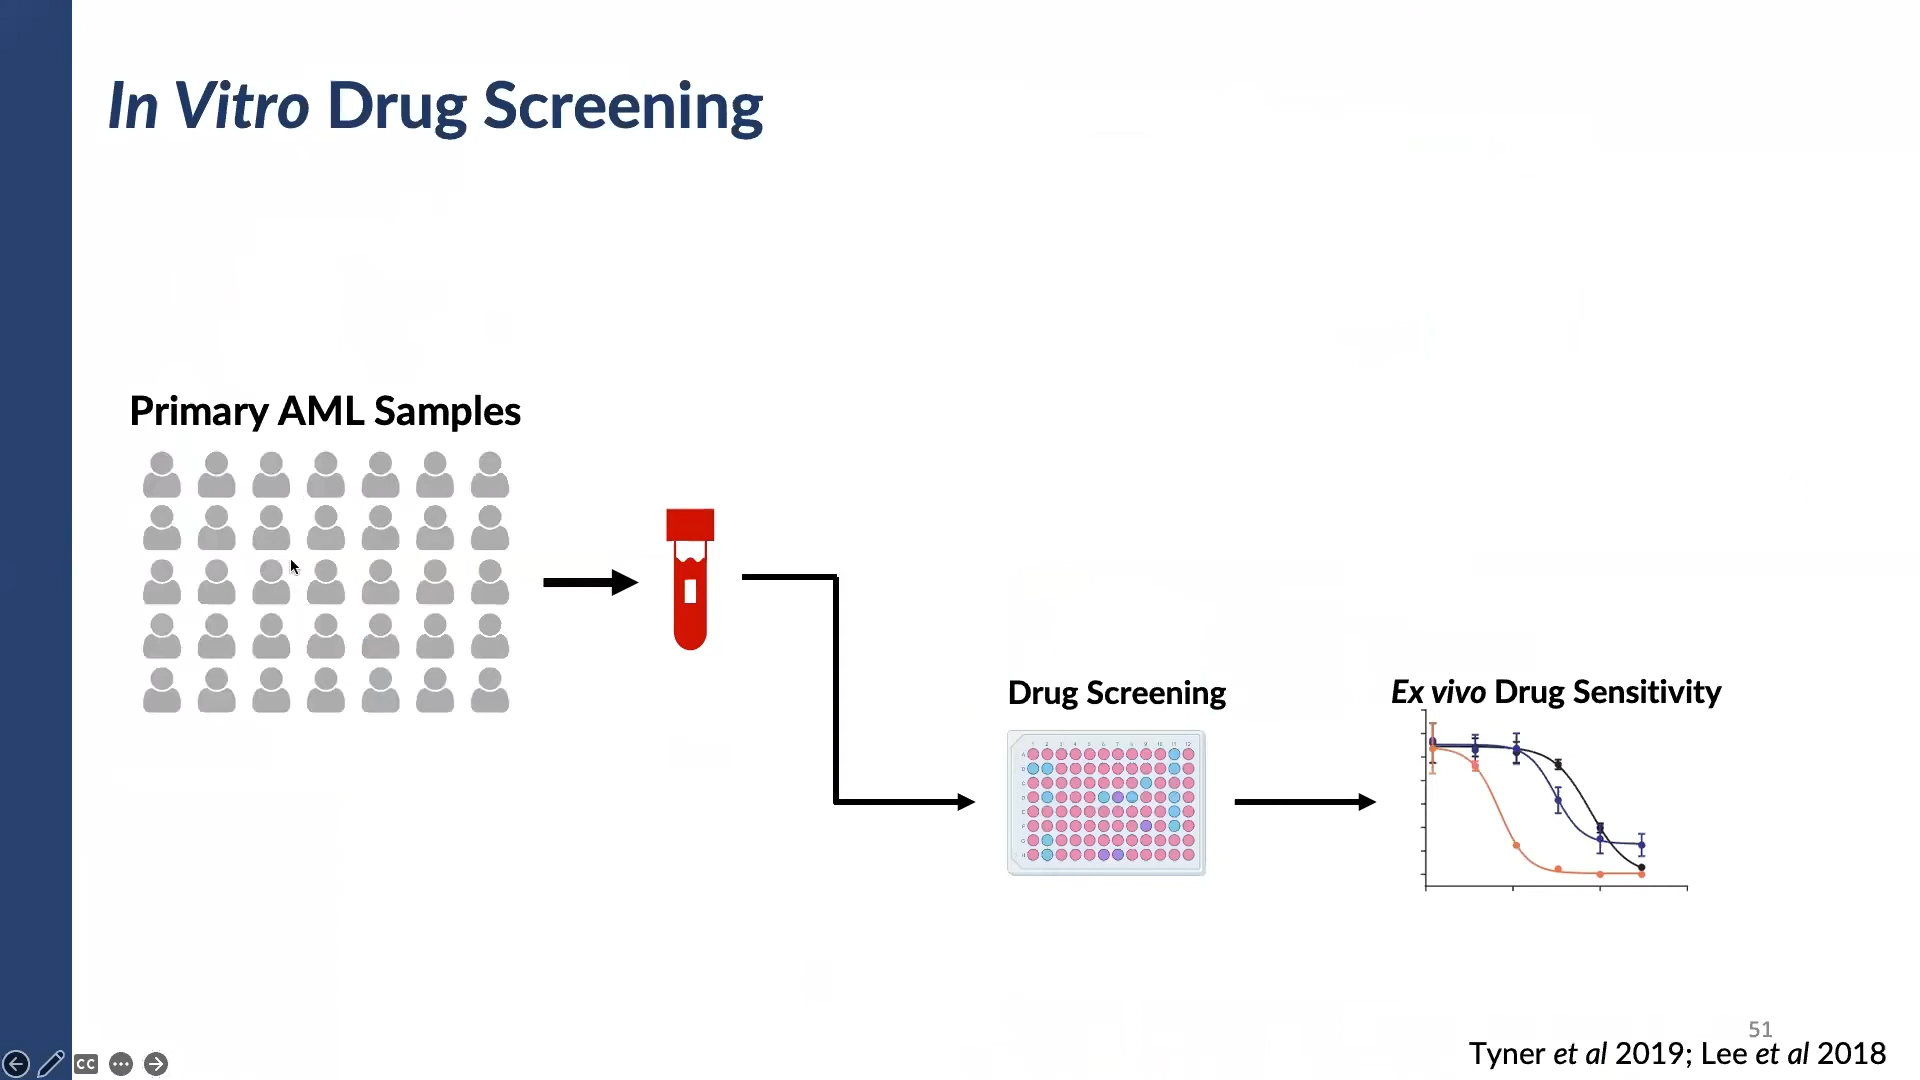 In Vitro Drug Screening
Primary AML Samples
Drug Screening
Ex vivo Drug Sensitivity
51
Tyner et al 2019; Lee et al 2018
CC